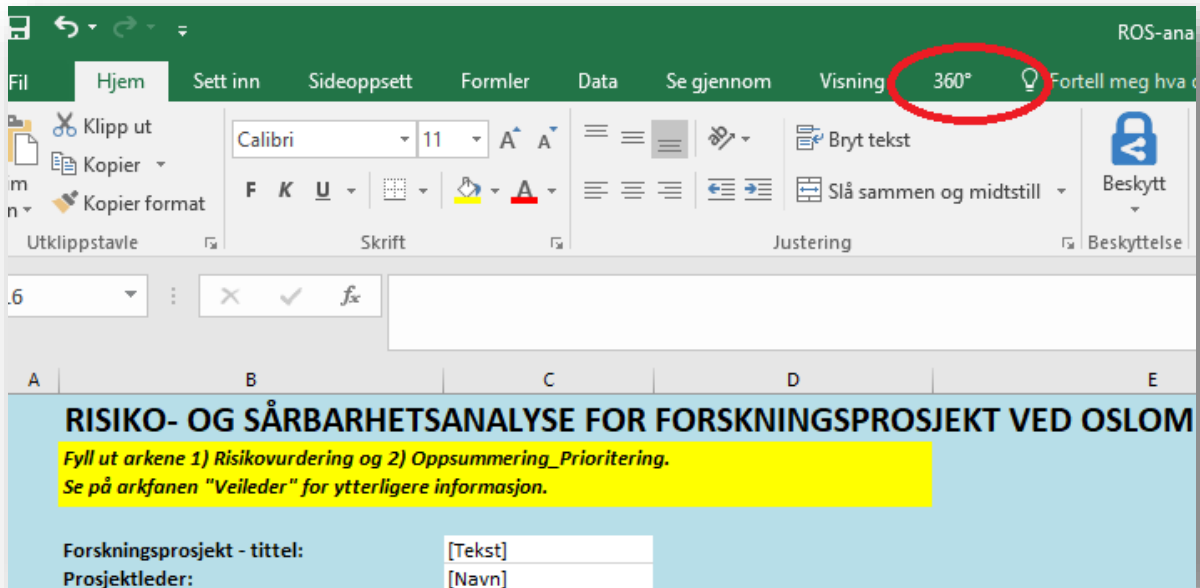 ROS-ana
Fil Hjem Sett inn Sideoppsett Formler Data Se gjennom Visning 360° Fortell meg hva
Klipp ut
Kopier
Kopier format
Utklippstavle
Calibri 11 A A
F K U A
Skrift
Bryt tekst
Slå sammen og midtstill
Justering
Beskytt
Beskyttelse
fx
A B C D E
RISIKO- OG SÅRBARHETSANALYSE FOR FORSKNINGSPROSJEKT VED OSLOM
Fyll ut arkene 1) Risikovurdering og 2) Oppsummering_Prioritering.
Se på arkfanen "Veileder" for ytterligere informasjon.
Forskningsprosjekt - tittel: [Tekst]
Prosjektleder: [Navn]